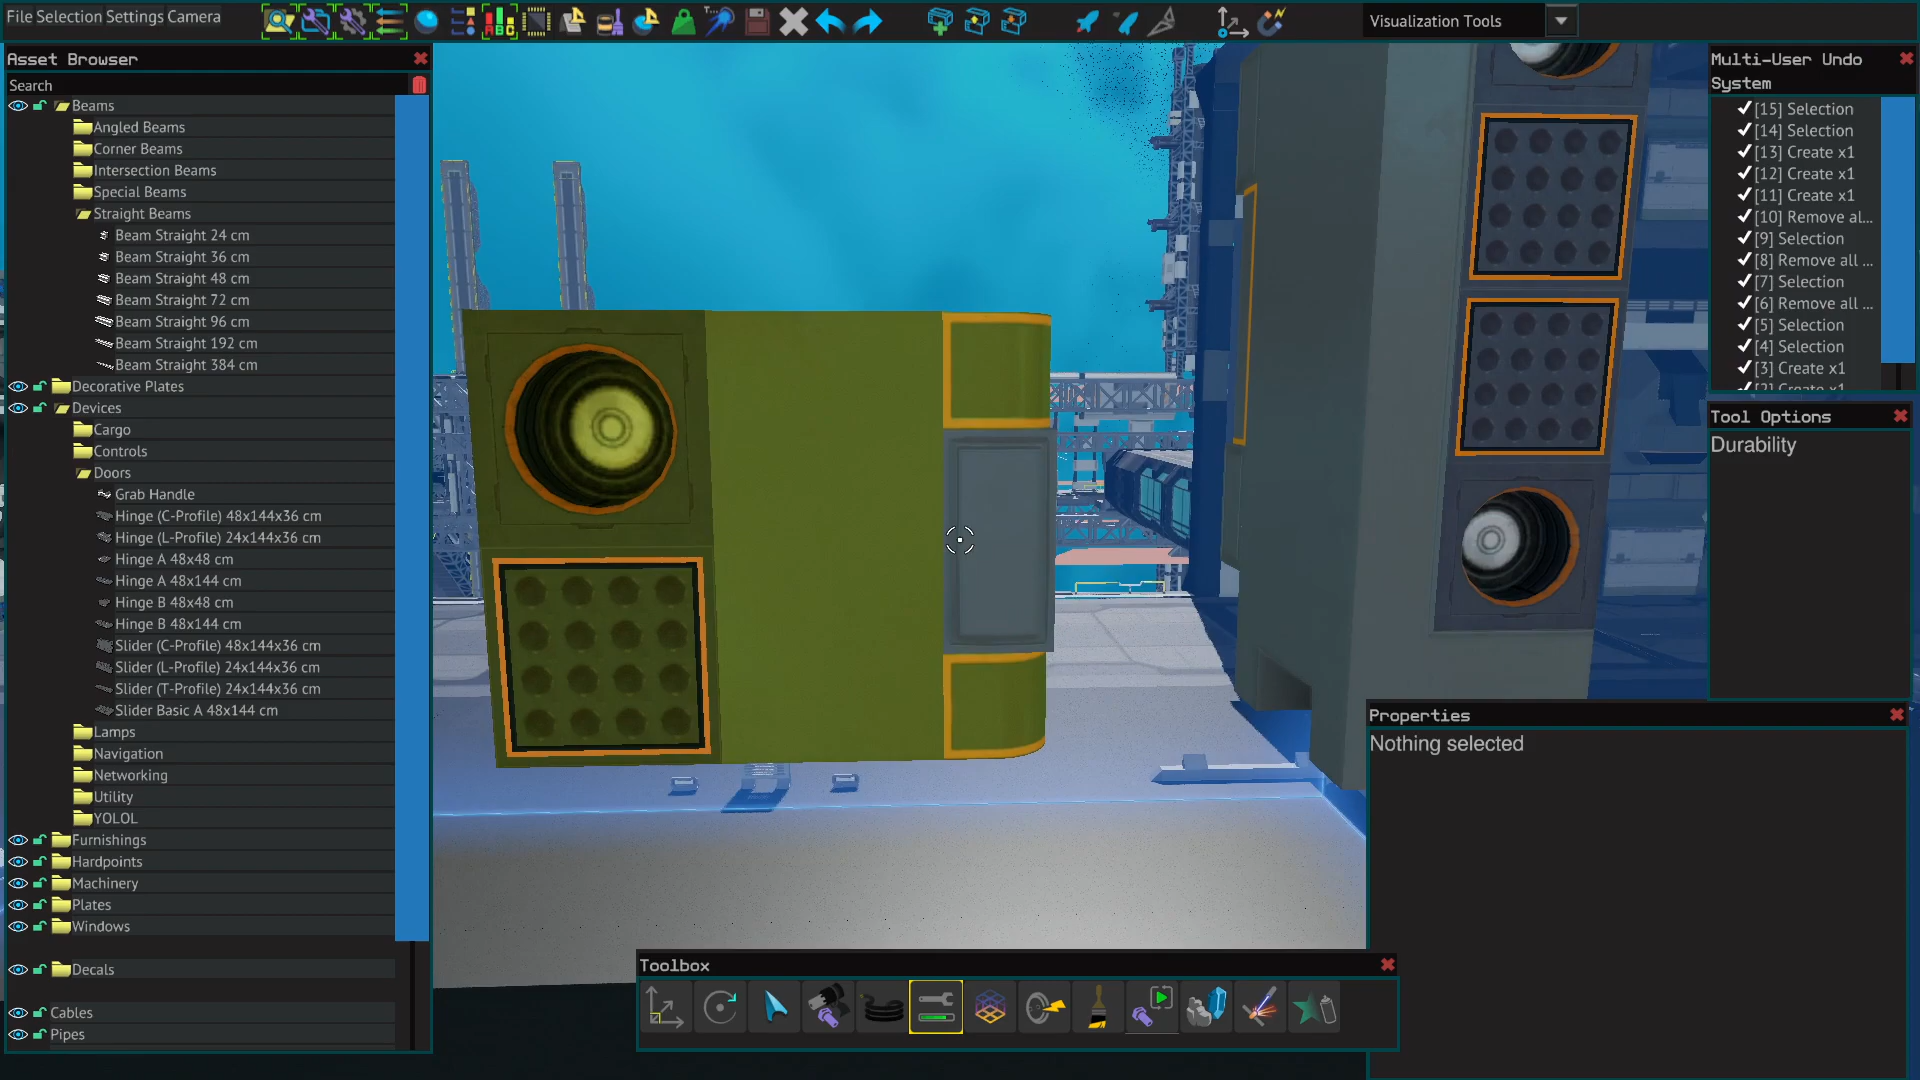 File Selection Settings Camera
Visualization Tools
Asset Browser
Search
Beams
Angled Beams
Corner Beams
Intersection Beams
Special Beams
Straight Beams
Beam Straight 24 cm
Beam Straight 36 cm
Beam Straight 48 cm
Beam Straight 72 cm
Beam Straight 96 cm
Beam Straight 192 cm
Beam Straight 384 cm
Decorative Plates
Devices
Cargo
Controls
Doors
Grab Handle
Hinge (C-Profile) 48x144x36 cm
Hinge (L-Profile) 24x144x36 cm
Hinge A 48x48 cm
Hinge A 48x144 cm
Hinge B 48x48 cm
Hinge B 48x144 cm
Slider (C-Profile) 48x144x36 cm
Slider (L-Profile) 24x144x36 cm
Slider (T-Profile) 24x144x36 cm
Slider Basic A 48x144 cm
Lamps
Navigation
Networking
Utility
YOLOL
Furnishings
Hardpoints
Machinery
Plates
Windows
Decals
Cables
Pipes
Multi-User Undo
System
[15] Selection
[14] Selection
[13] Create x1
[12] Create x1
[11] Create x1
[10] Remove al...
[9] Selection
[8] Remove all ...
[7] Selection
[6] Remove all ...
[5] Selection
[4] Selection
[3] Create x1
[2] Create x1
Tool Options
Durability
Properties
Nothing selected
Toolbox
ABC